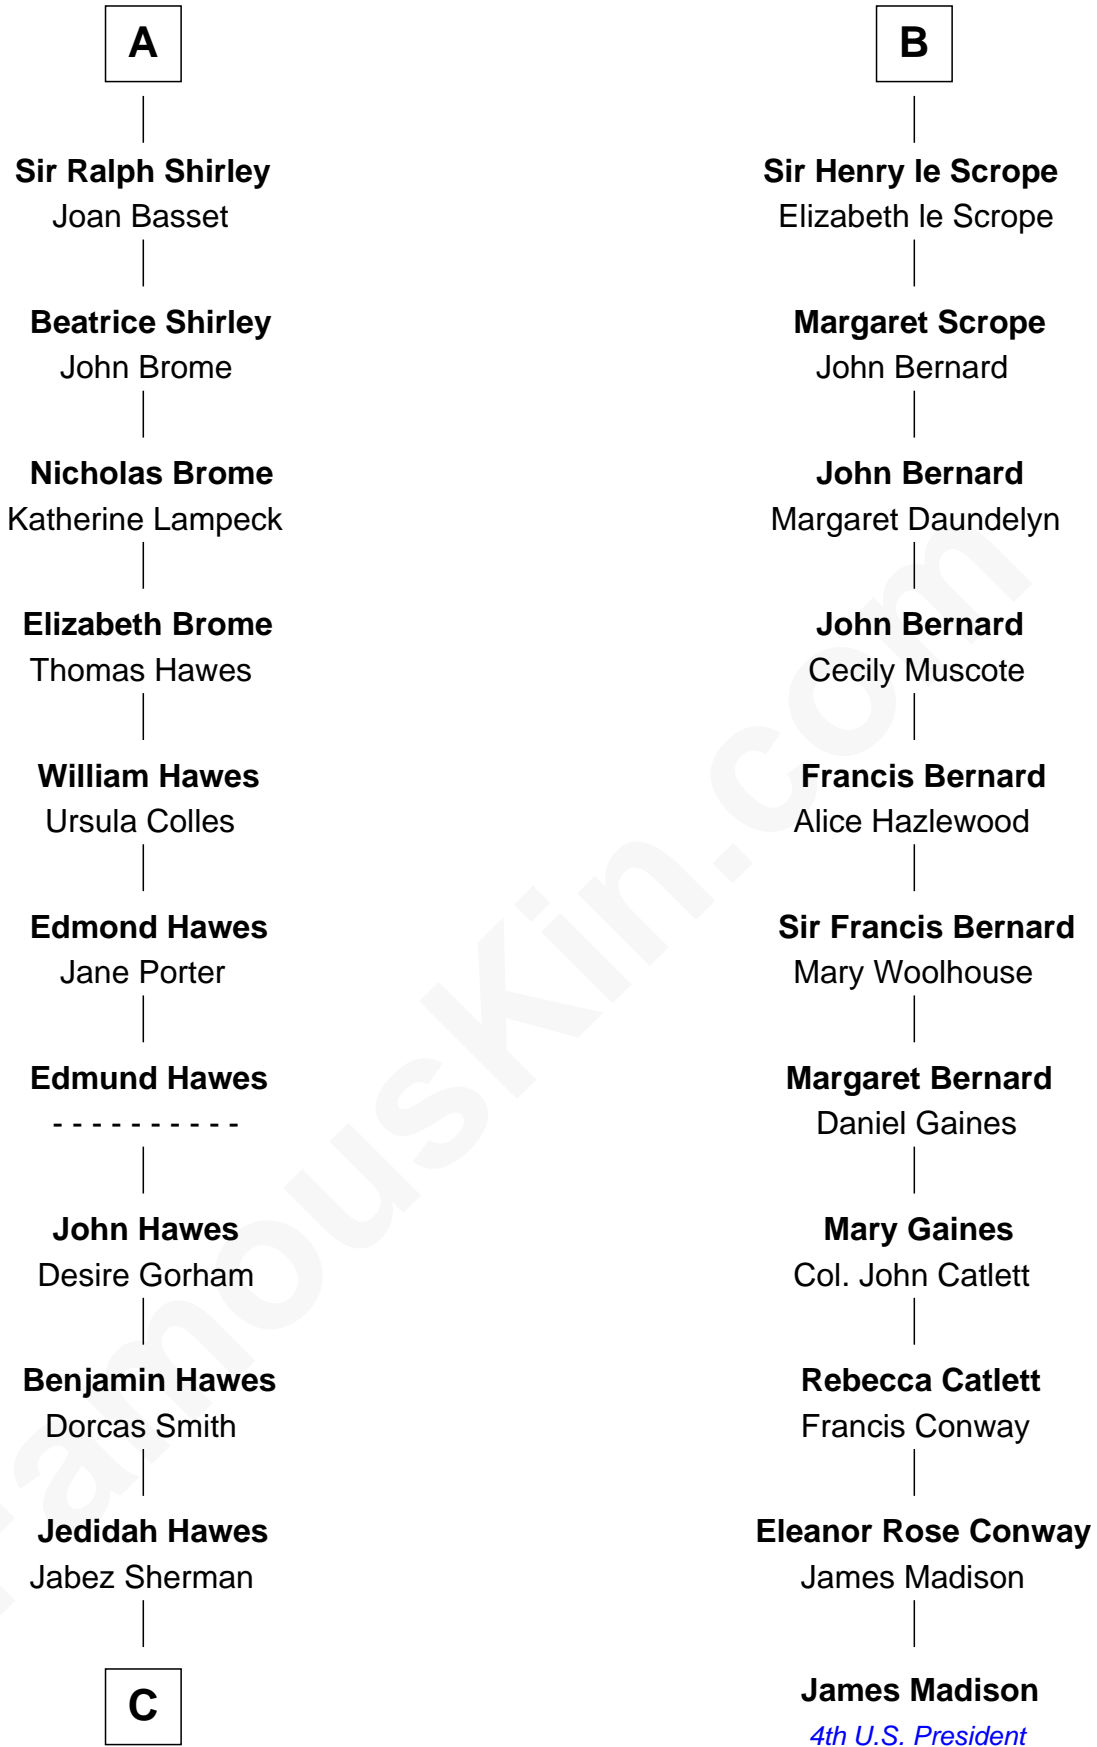 A
Sir Ralph Shirley
Joan Basset
Beatrice Shirley
John Brome
Nicholas Brome
Katherine Lampeck
Elizabeth Brome
Thomas Hawes
William Hawes
Ursula Colles
Edmond Hawes
Jane Porter
Edmund Hawes
- - - - - - - - - -
John Hawes
Desire Gorham
Benjamin Hawes
Dorcas Smith
Jedidah Hawes
Jabez Sherman
C
B
Sir Henry le Scrope
Elizabeth le Scrope
Margaret Scrope
John Bernard
John Bernard
Margaret Daundelyn
John Bernard
Cecily Muscote
Francis Bernard
Alice Hazlewood
Sir Francis Bernard
Mary Woolhouse
Margaret Bernard
Daniel Gaines
Mary Gaines
Col. John Catlett
Rebecca Catlett
Francis Conway
Eleanor Rose Conway
James Madison
James Madison
4th U.S. President
FamousKin.com